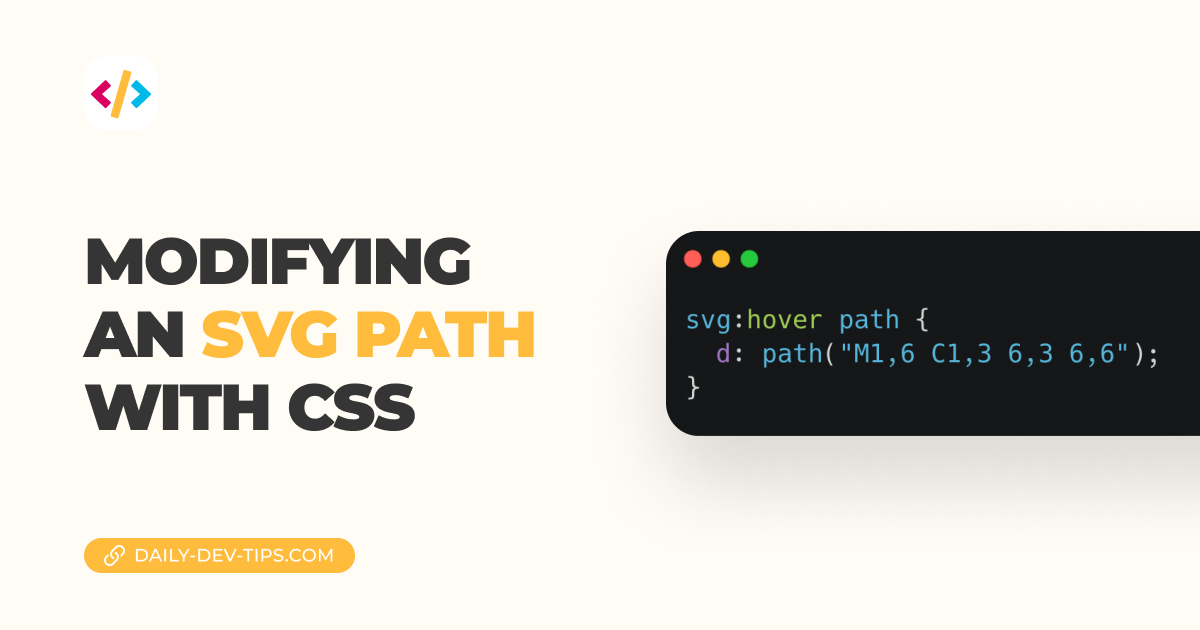 MODIFYING
AN SVG PATH
WITH CSS
svg:hover path {
  d: path("M1,6 C1,3 6,3 6,6");
}
DAILY-DEV-TIPS.COM